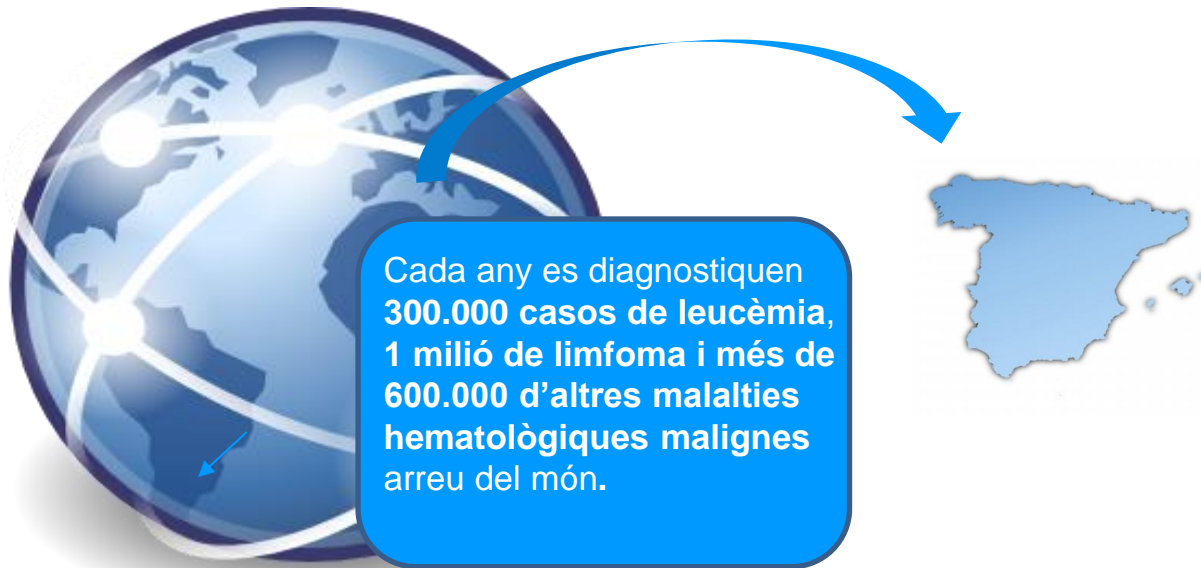 Cada any es diagnostiquen
300.000 casos de leucèmia,
1 milió de limfoma i més de
600.000 d’altres malalties
hematològiques malignes
arreu del món.